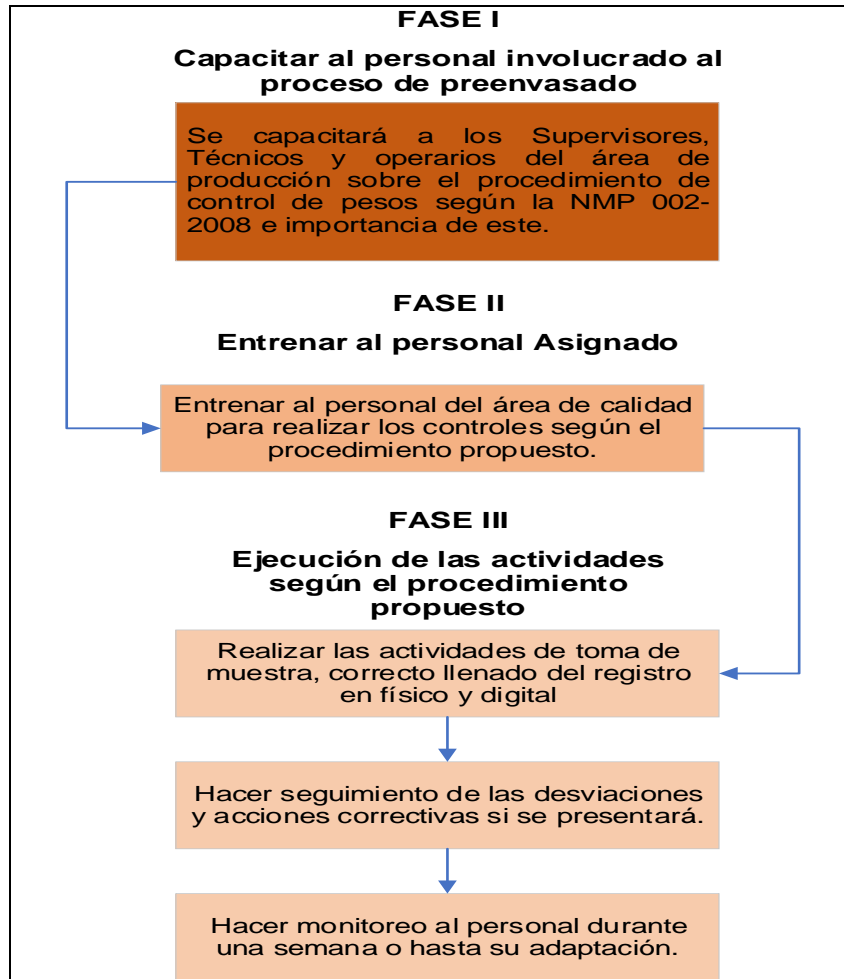 FASE I
Capacitar al personal involucrado al
proceso de preenvasado
Se capacitará a los Supervisores,
Técnicos y operarios del área de
producción sobre el procedimiento de
control de pesos según la NMP 002-
2008 e importancia de este.
FASE II
Entrenar al personal Asignado
Entrenar al personal del área de calidad
para realizar los controles según el
procedimiento propuesto.
FASE III
Ejecución de las actividades
según el procedimiento
propuesto
Realizar las actividades de toma de
muestra, correcto llenado del registro
en físico y digital
Hacer seguimiento de las desviaciones
y acciones correctivas si se presentará.
Hacer monitoreo al personal durante
una semana o hasta su adaptación.